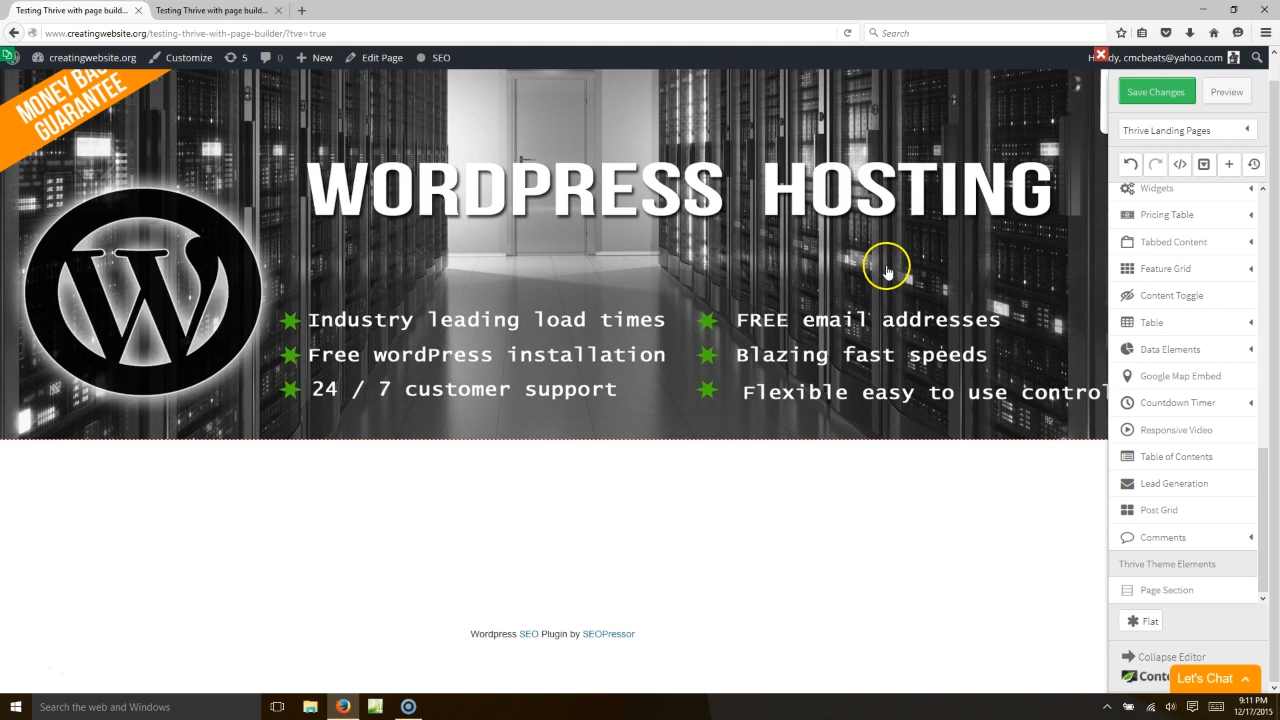 Testing Thrive with page build...
Testing Thrive with page buil...
www.creatingwebsite.org/testing-thrive-with-page-builder/?tve=true
Search
creatingwebsite.org
Customize
5
0
New
Edit Page
SEO
cmcbeats@yahoo.com
MONEY BACK
GUARANTEE
WORDPRESS HOSTING
Industry leading load times
FREE email addresses
Free wordPress installation
Blazing fast speeds
24 / 7 customer support
Flexible easy to use control
Wordpress SEO Plugin by SEOPressor
Save Changes
Preview
Thrive Landing Pages
Widgets
Pricing Table
Tabbed Content
Feature Grid
Content Toggle
Table
Data Elements
Google Map Embed
Countdown Timer
Responsive Video
Table of Contents
Lead Generation
Post Grid
Comments
Thrive Theme Elements
Page Section
Flat
Collapse Editor
Let's Chat
Search the web and Windows
9:11 PM
12/17/2015